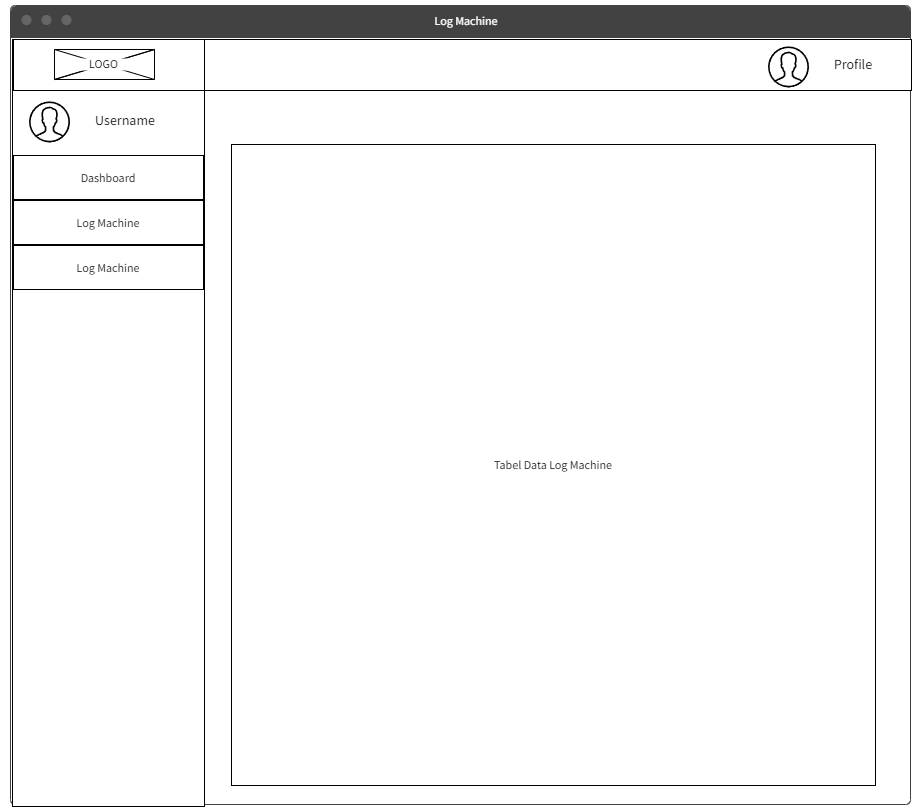 Log Machine
LOGO
Profile
Username
Dashboard
Log Machine
Log Machine
Tabel Data Log Machine